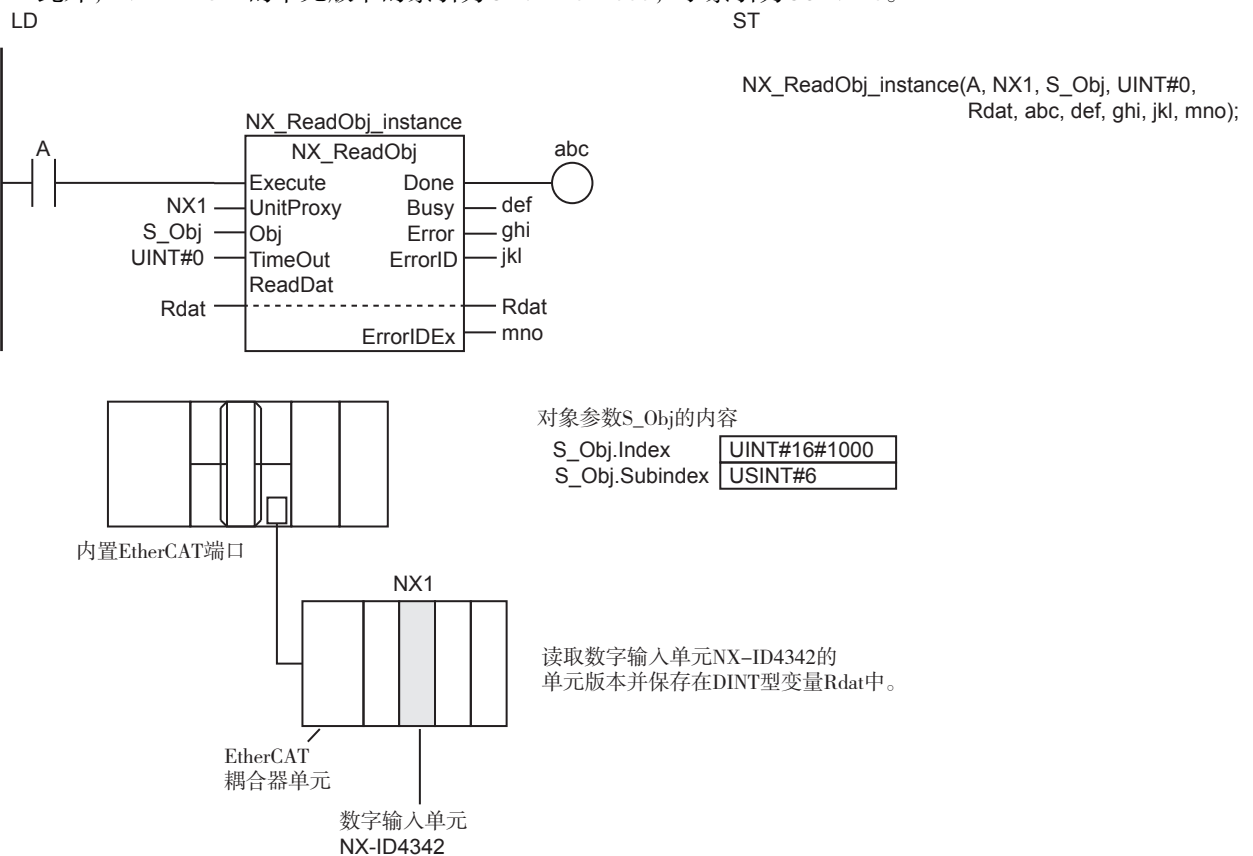 LD
ST
NX_ReadObj_instance(A, NX1, S_Obj, UINT#0,
Rdat, abc, def, ghi, jkl, mno);
NX_ReadObj_instance
A
NX_ReadObj
abc
Execute
Done
NX1
UnitProxy
Busy
def
S_Obj
Obj
Error
ghi
UINT#0
TimeOut
ErrorID
jkl
ReadDat
Rdat
Rdat
ErrorIDEx
mno
对象参数S_Obj的内容
S_Obj.Index
UINT#16#1000
S_Obj.Subindex
USINT#6
内置EtherCAT端口
NX1
读取数字输入单元NX-ID4342的
单元版本并保存在DINT型变量Rdat中。
EtherCAT
耦合器单元
数字输入单元
NX-ID4342